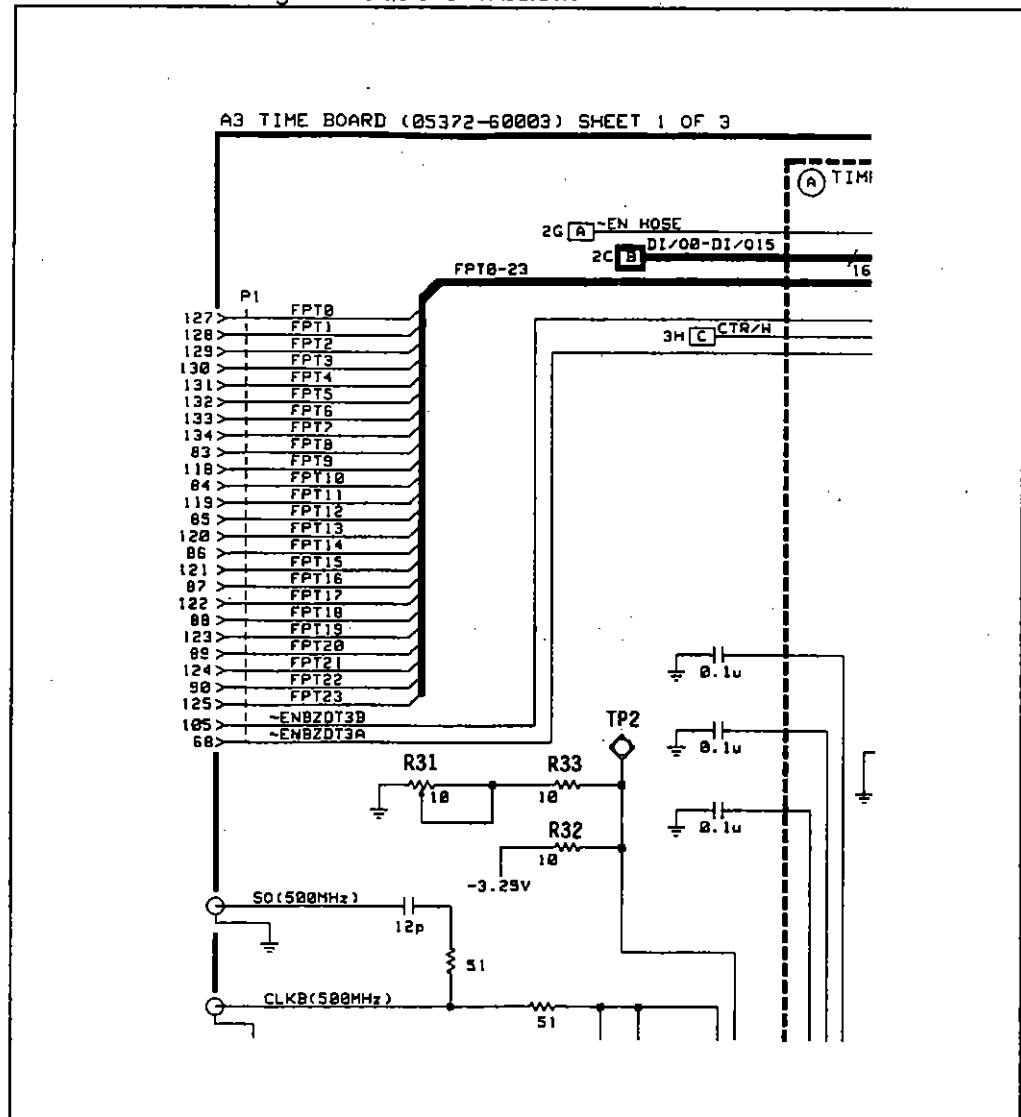 A3 TIME BOARD (05372-60003) SHEET 1 OF 3
A
2G A ~EN HOSE
2C B DI/O0-DI/O15
16
FPT0-23
P1
3H C CTR/W
127 FPT0
128 FPT1
129 FPT2
130 FPT3
131 FPT4
132 FPT5
133 FPT6
134 FPT7
83 FPT8
118 FPT9
84 FPT10
119 FPT11
85 FPT12
120 FPT13
86 FPT14
121 FPT15
87 FPT16
122 FPT17
88 FPT18
123 FPT19
89 FPT20
124 FPT21
90 FPT22
125 FPT23
105 ~ENBZDT3B
68 ~ENBZDT3A
0.1u
0.1u
0.1u
TP2
R31
10
R33
10
R32
10
-3.29V
SO(500MHz)
12p
51
CLKB(500MHz)
51